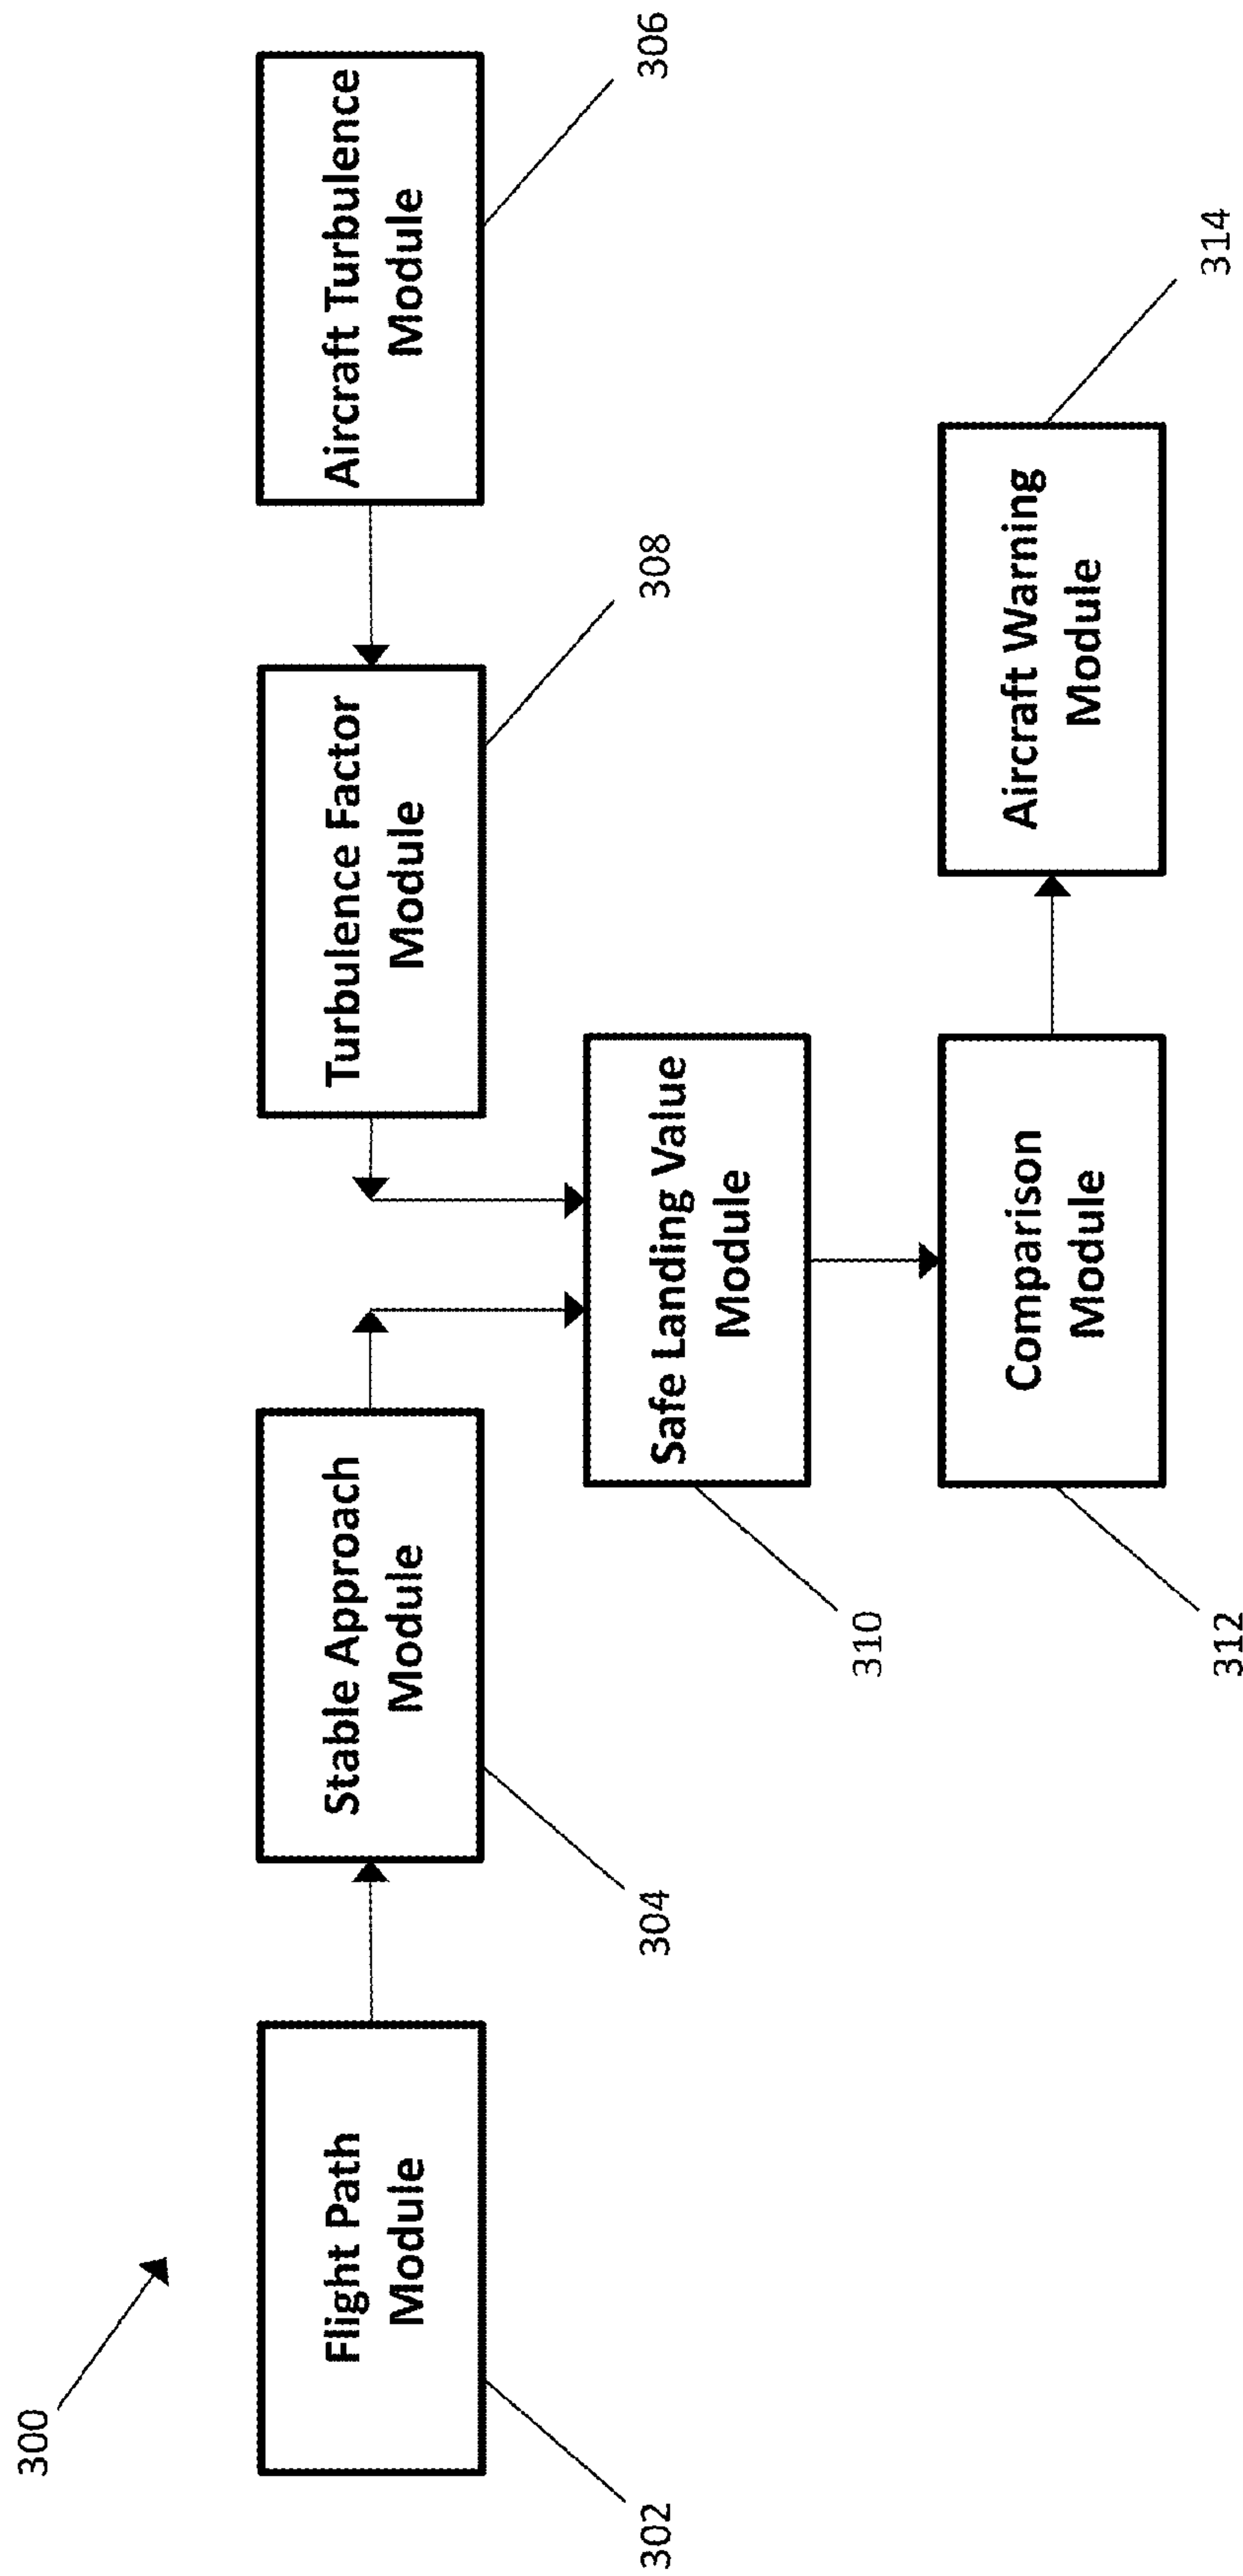 300
Flight Path
Module
302
Stable Approach
Module
304
Turbulence Factor
Module
308
Aircraft Turbulence
Module
306
Safe Landing Value
Module
310
Comparison
Module
312
Aircraft Warning
Module
314